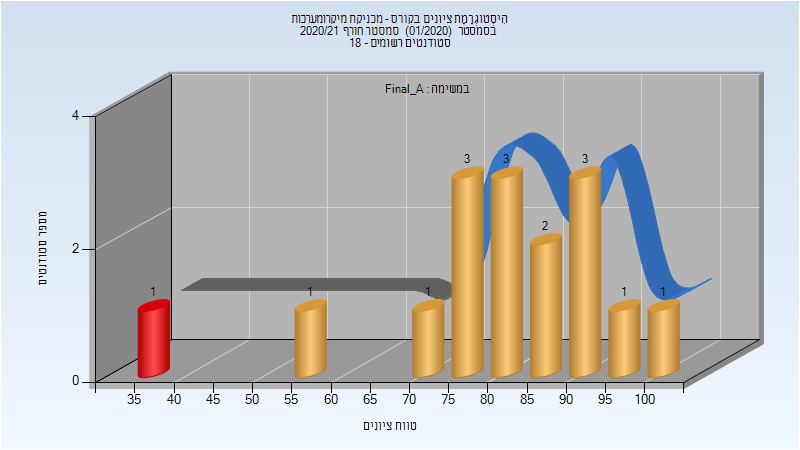 היסטוגרמת ציונים בקורס - מכניקת מיקרומערכות
בסמסטר (01/2020) סמסטר חורף 2020/21
סטודנטים רשומים - 18
במשימה : Final_A
מספר סטודנטים
4
2
0
1
1
1
3
3
2
3
1
1
35 40 45 50 55 60 65 70 75 80 85 90 95 100
טווח ציונים